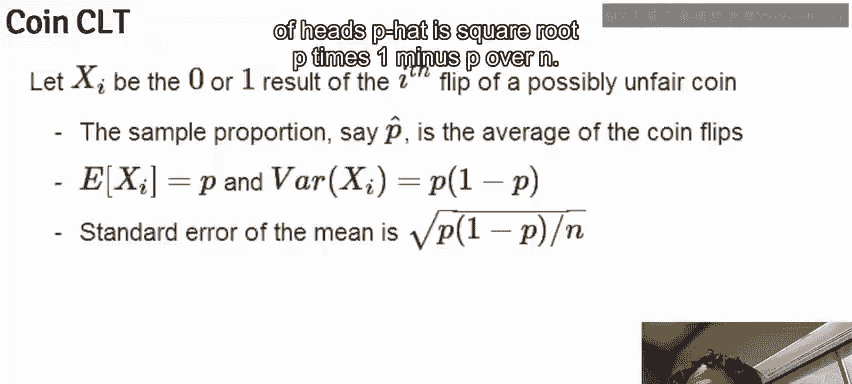 Coin CLT
of heads p-hat is square root
p times 1 minus p over n.
Let X_i be the 0 or 1 result of the i^th flip of a possibly unfair coin
- The sample proportion, say p̂, is the average of the coin flips
- E[X_i] = p and Var(X_i) = p(1 − p)
- Standard error of the mean is √p(1 − p)/n